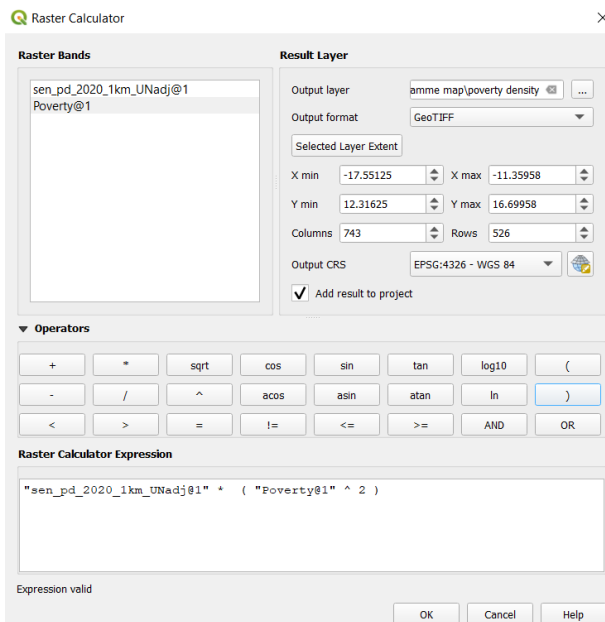 Raster Calculator
Raster Bands
sen_pd_2020_1km_UNadj@1
Poverty@1
Result Layer
Output layer amme map\poverty density ...
Output format GeoTIFF
Selected Layer Extent
X min -17.55125 X max -11.35958
Y min 12.31625 Y max 16.69958
Columns 743 Rows 526
Output CRS EPSG:4326 - WGS 84
Add result to project
Operators
+ * sqrt cos sin tan log10 (
- / ^ acos asin atan ln )
< > = != <= >= AND OR
Raster Calculator Expression
"sen_pd_2020_1km_UNadj@1" * ( "Poverty@1" ^ 2 )
Expression valid
OK Cancel Help